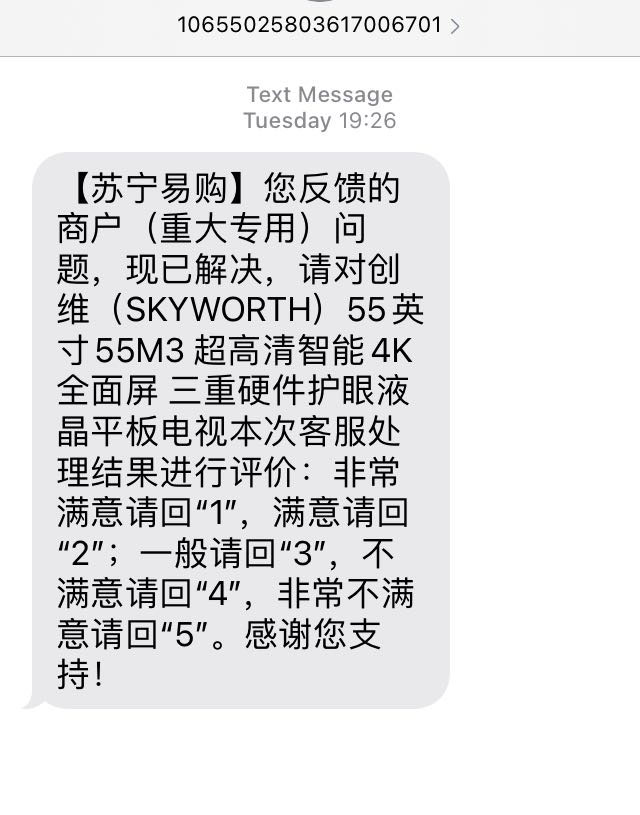 10655025803617006701
Text Message
Tuesday 19:26
【苏宁易购】您反馈的
商户（重大专用）问
题，现已解决，请对创
维（SKYWORTH）55英
寸55M3 超高清智能4K
全面屏 三重硬件护眼液
晶平板电视本次客服处
理结果进行评价：非常
满意请回“1”，满意请回
“2”；一般请回“3”，不
满意请回“4”，非常不满
意请回“5”。感谢您支
持！